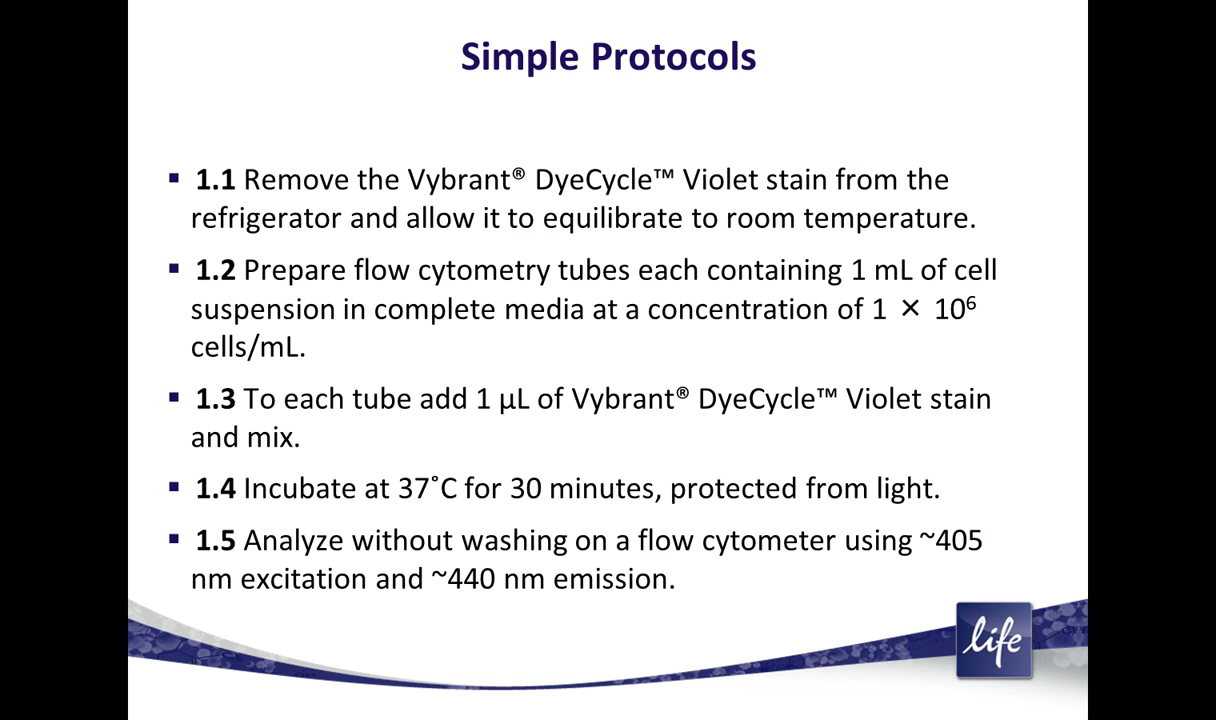 Simple Protocols
▪ 1.1 Remove the Vybrant® DyeCycle™ Violet stain from the
refrigerator and allow it to equilibrate to room temperature.
▪ 1.2 Prepare flow cytometry tubes each containing 1 mL of cell
suspension in complete media at a concentration of 1 × 10⁶
cells/mL.
▪ 1.3 To each tube add 1 µL of Vybrant® DyeCycle™ Violet stain
and mix.
▪ 1.4 Incubate at 37˚C for 30 minutes, protected from light.
▪ 1.5 Analyze without washing on a flow cytometer using ~405
nm excitation and ~440 nm emission.
life